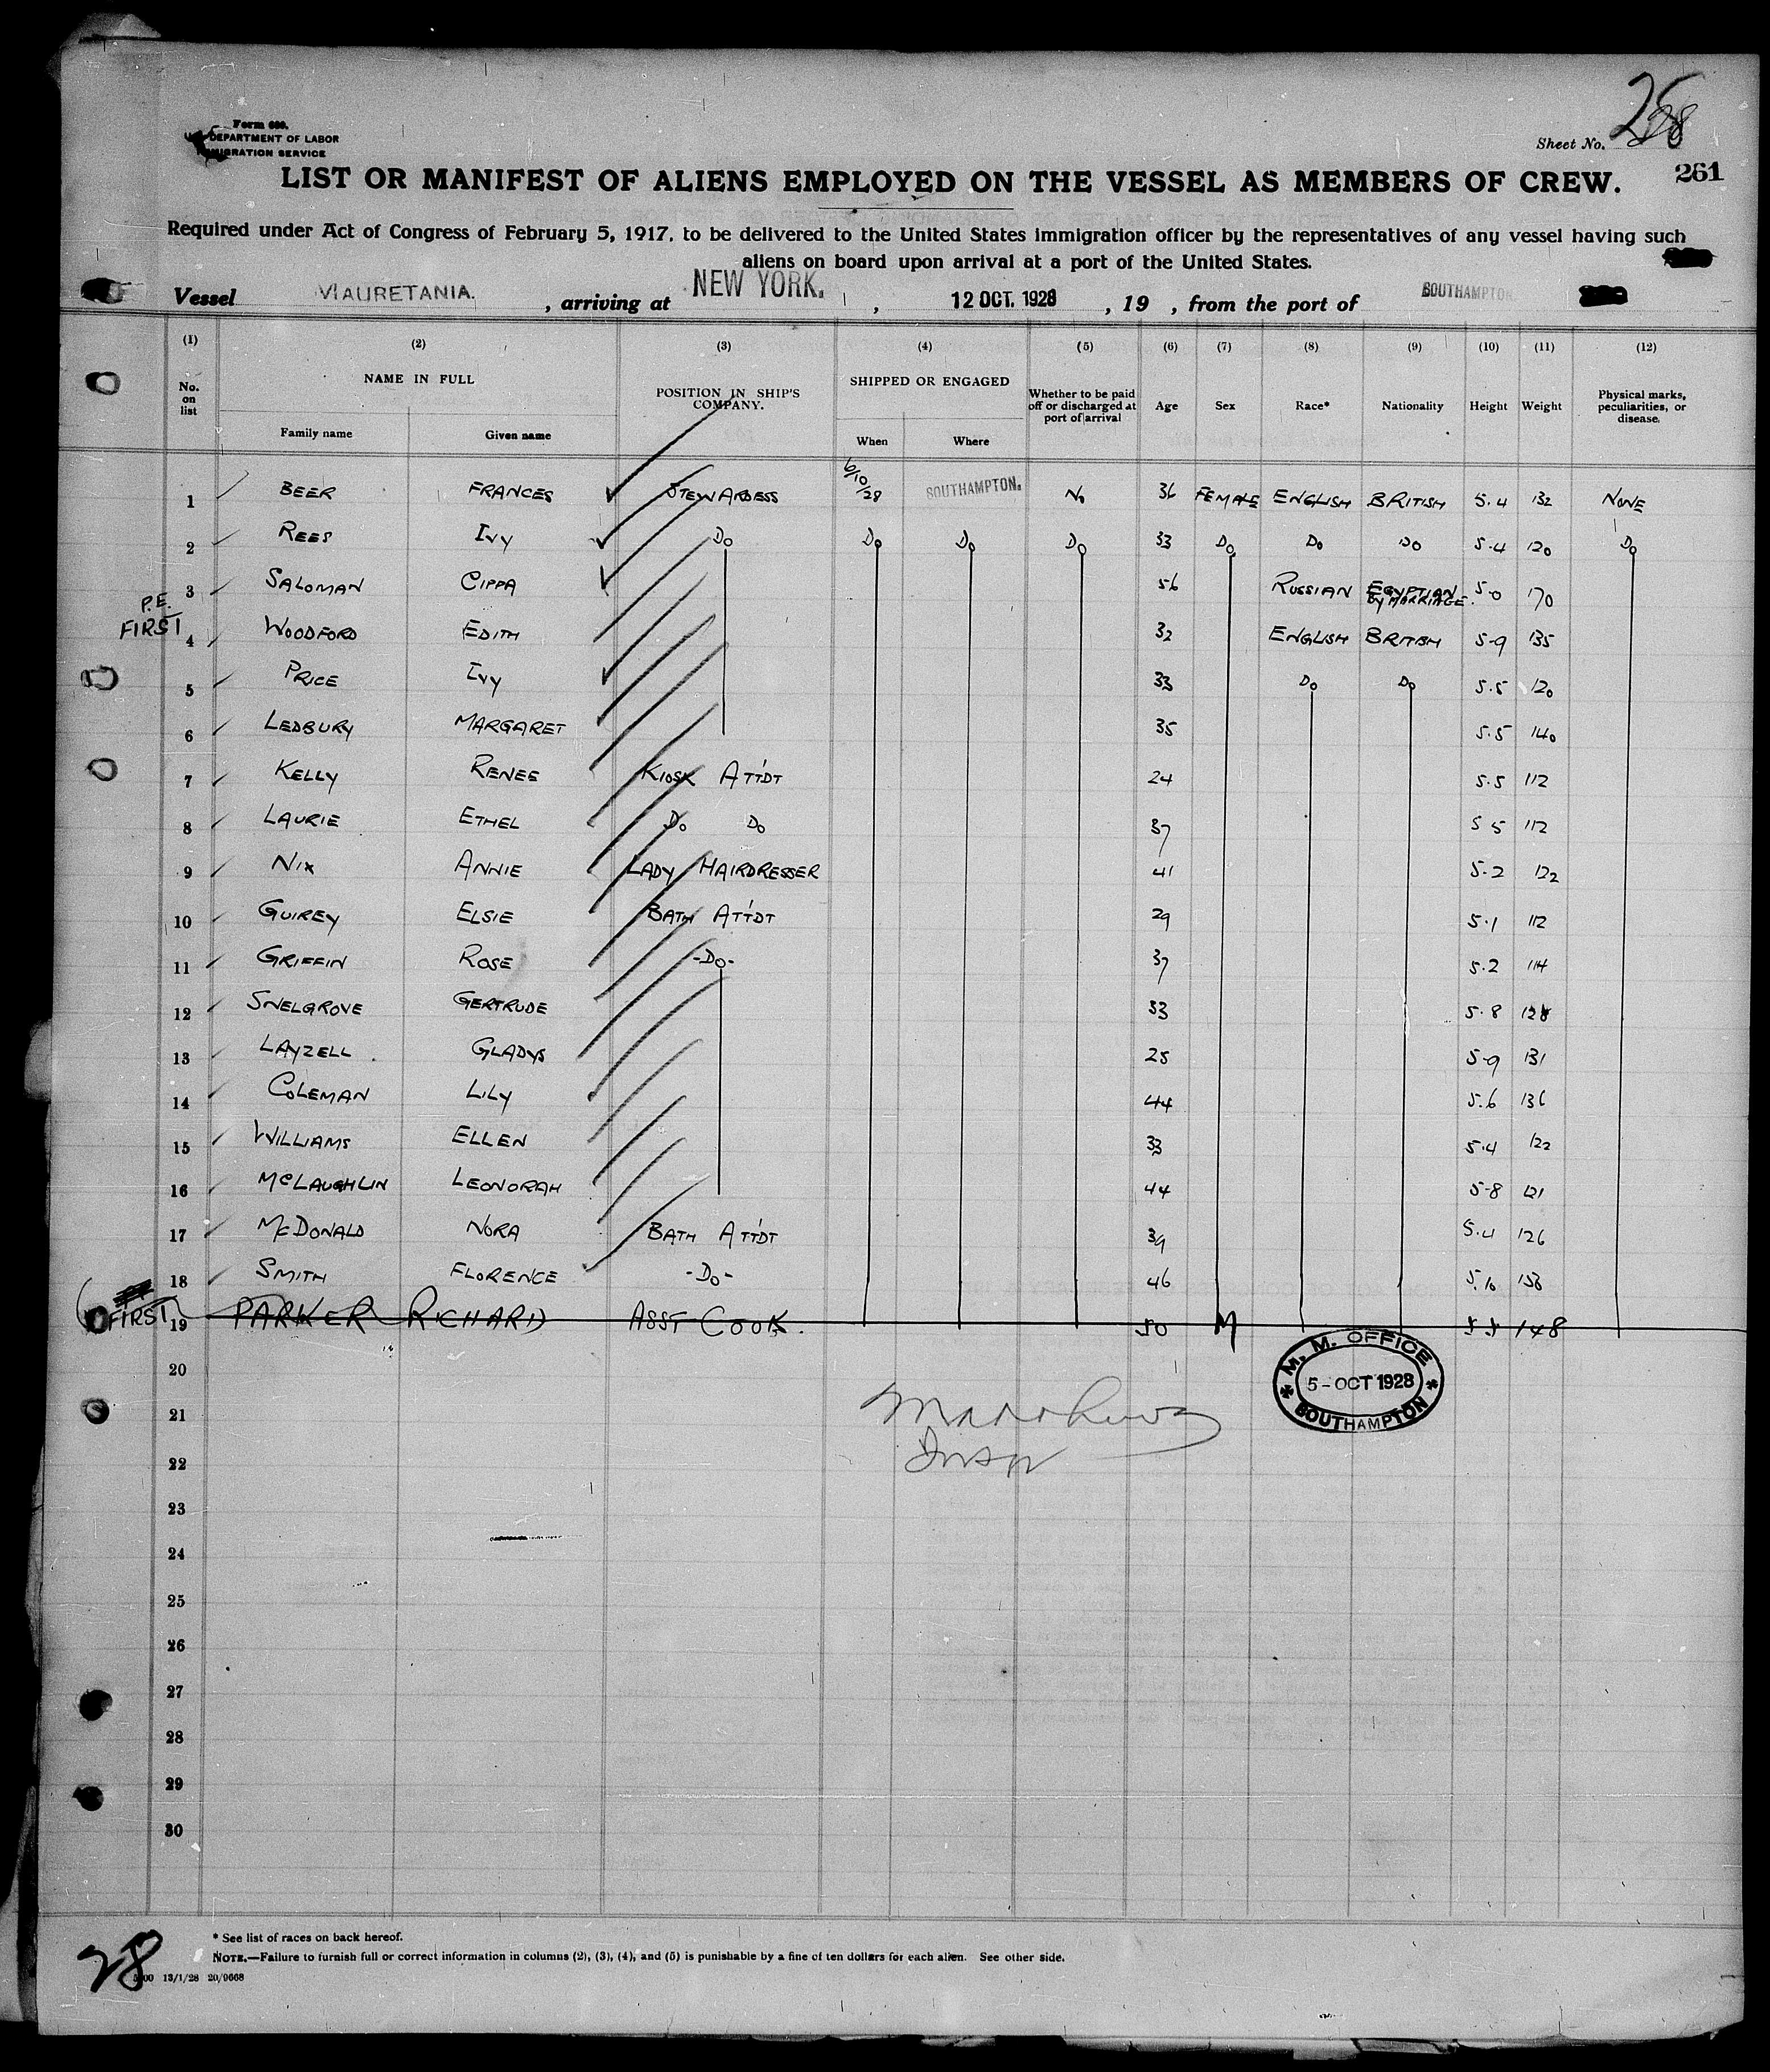 Form 689.
U.S. DEPARTMENT OF LABOR
IMMIGRATION SERVICE
Sheet No. 28
261
LIST OR MANIFEST OF ALIENS EMPLOYED ON THE VESSEL AS MEMBERS OF CREW.
Required under Act of Congress of February 5, 1917, to be delivered to the United States immigration officer by the representatives of any vessel having such
aliens on board upon arrival at a port of the United States.
Vessel MAURETANIA. , arriving at NEW YORK. , 12 OCT. 1928 , 19 , from the port of SOUTHAMPTON.
(1) (2) (3) (4) (5) (6) (7) (8) (9) (10) (11) (12)
No. on list NAME IN FULL Family name Given name POSITION IN SHIP'S COMPANY. SHIPPED OR ENGAGED When Where Whether to be paid off or discharged at port of arrival Age Sex Race* Nationality Height Weight Physical marks, peculiarities, or disease.
1 BEER FRANCES STEWARDESS 6/10/28 SOUTHAMPTON. No 36 FEMALE ENGLISH BRITISH 5.4 132 NONE
2 REES IVY Do Do Do Do 33 Do Do Do 5.4 120 Do
3 SALOMAN CIPPA 56 RUSSIAN EGYPTION BY MARRIAGE. 5-0 170
P.E. FIRST
4 WOODFORD EDITH 32 ENGLISH BRITISH 5-9 135
5 PRICE IVY 33 Do Do 5.5 120
6 LEDBURY MARGARET 35 5.5 140
7 KELLY RENEE KIOSK ATT'DT 24 5.5 112
8 LAURIE ETHEL Do Do 37 5 5 112
9 NIX ANNIE LADY HAIRDRESSER 41 5.2 122
10 GUIREY ELSIE BATH ATT'DT 29 5.1 112
11 GRIFFIN ROSE -Do- 37 5.2 114
12 SNELGROVE GERTRUDE 33 5.8 128
13 LAYZELL GLADYS 25 5-9 131
14 COLEMAN LILY 44 5.6 136
15 WILLIAMS ELLEN 33 5.4 122
16 McLAUGHLIN LEONORAH 44 5-8 121
17 McDONALD NORA BATH ATT'DT 39 5.4 126
18 SMITH FLORENCE -Do- 46 5.10 158
FIRST 19 PARKER RICHARD ASST COOK. 50 M 5 5 148
20
M. M. OFFICE
5-OCT 1928
SOUTHAMPTON
21
22
23
24
25
26
27
28
29
30
* See list of races on back hereof.
NOTE.—Failure to furnish full or correct information in columns (2), (3), (4), and (5) is punishable by a fine of ten dollars for each alien. See other side.
28
13/1/28 20/9668